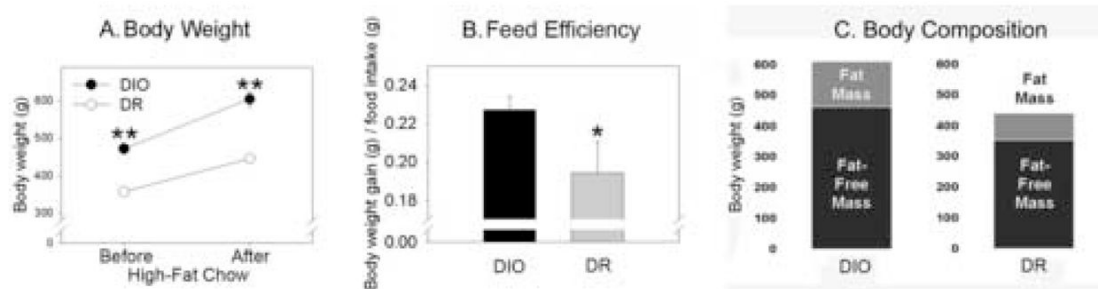 A. Body Weight
DIO
DR
**
**
Body weight (g)
600
500
400
300
0
Before
After
High-Fat Chow
B. Feed Efficiency
Body weight gain (g) / food intake (g)
0.24
0.22
0.20
0.18
0.00
*
DIO
DR
C. Body Composition
Body weight (g)
600
500
400
300
200
100
0
Fat
Mass
Fat-
Free
Mass
DIO
600
500
400
300
200
100
0
Fat
Mass
Fat-
Free
Mass
DR